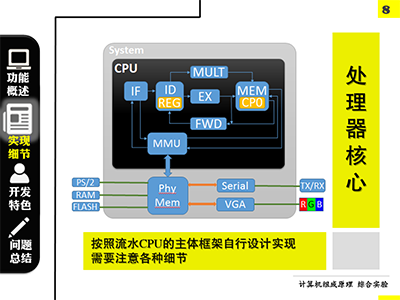 8
功能
概述
实现
细节
开发
特色
问题
总结
System
CPU
MULT
IF
ID
REG
EX
MEM
CP0
FWD
MMU
Phy
Mem
PS/2
RAM
FLASH
Serial
VGA
TX/RX
R G B
处理器核心
按照流水CPU的主体框架自行设计实现
需要注意各种细节
计算机组成原理 综合实验